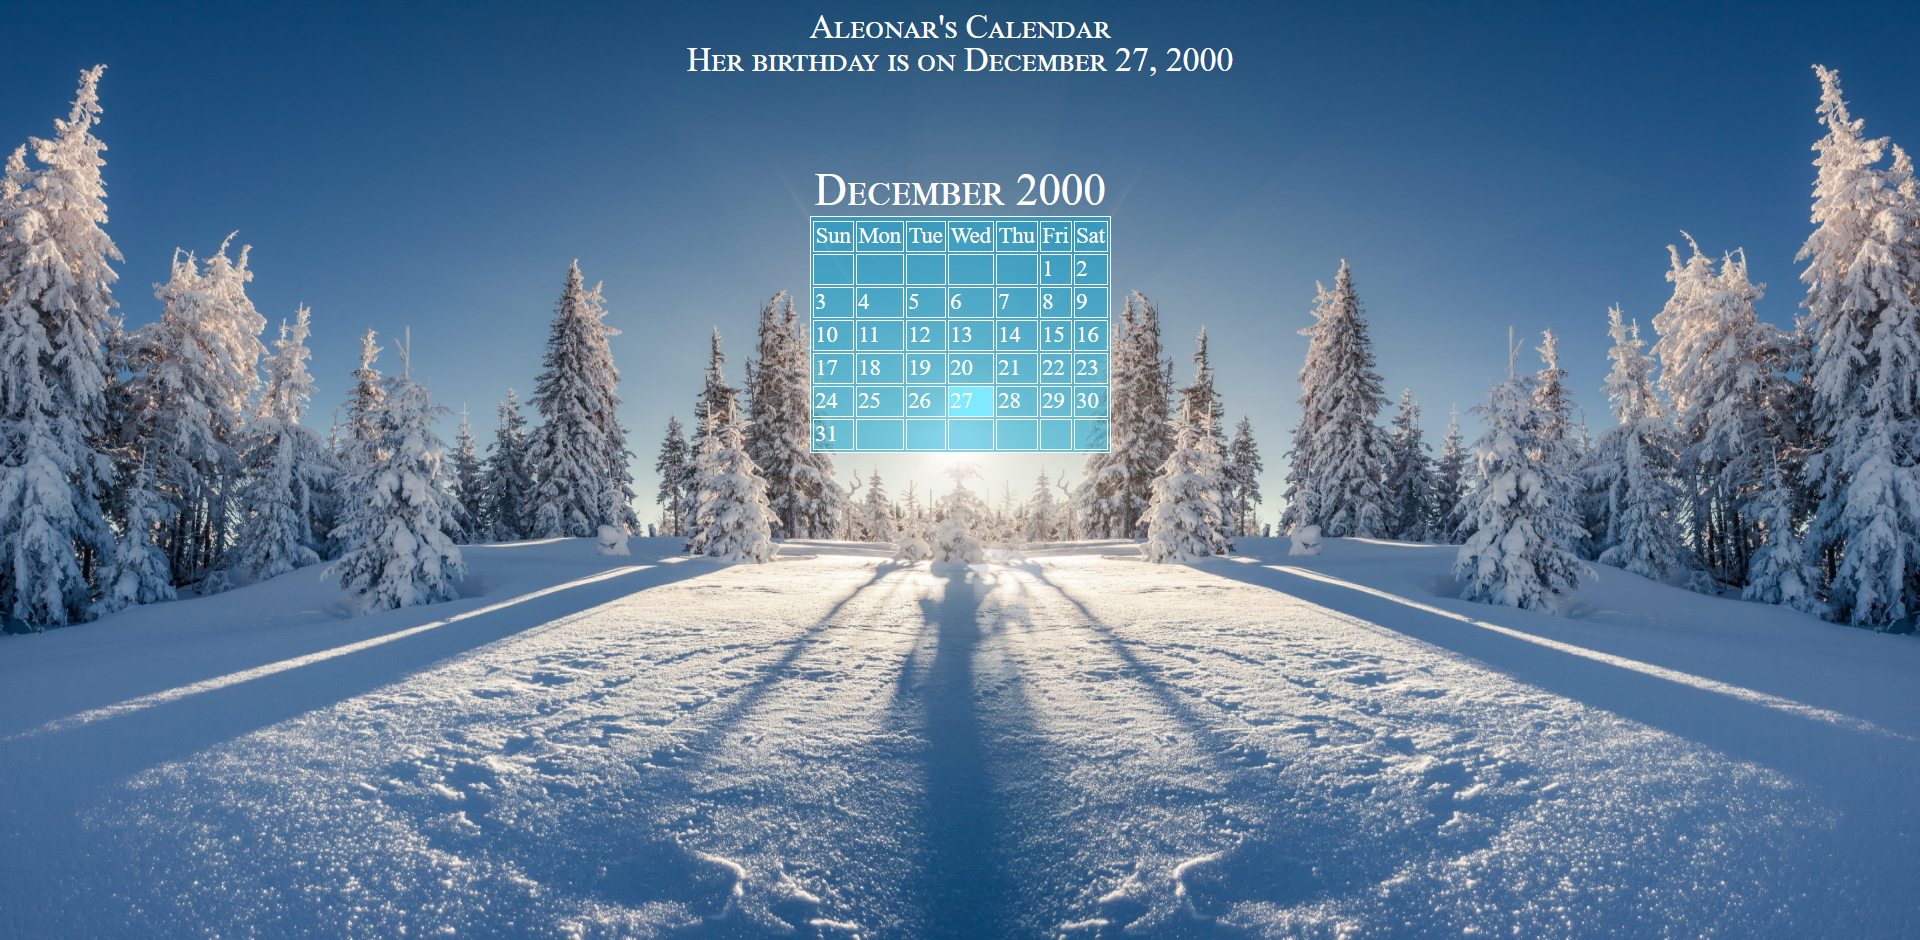 Aleonar's Calendar
Her birthday is on December 27, 2000
December 2000
Sun Mon Tue Wed Thu Fri Sat
1 2
3 4 5 6 7 8 9
10 11 12 13 14 15 16
17 18 19 20 21 22 23
24 25 26 27 28 29 30
31